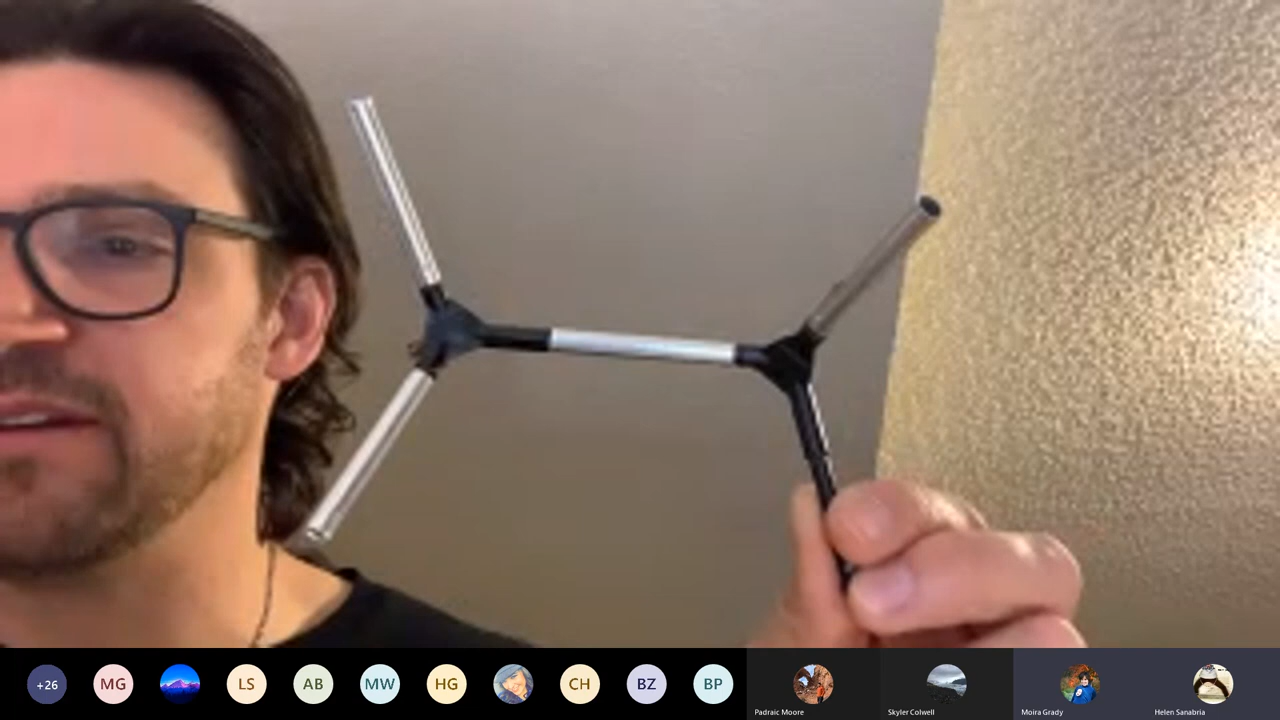 +26 MG LS AB MW HG CH BZ BP
Padraic Moore Skyler Colwell Moira Grady Helen Sanabria